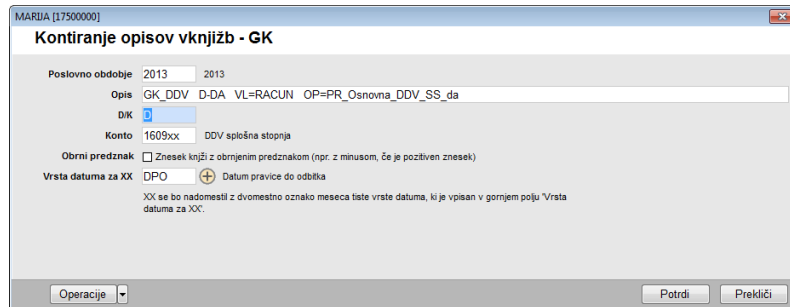 MARIJA [17500000]
Kontiranje opisov vknjižb - GK
Poslovno obdobje 2013 2013
Opis GK_DDV D-DA VL=RACUN OP=PR_Osnovna_DDV_SS_da
D/K D
Konto 1609xx DDV splošna stopnja
Obrni predznak Znesek knjži z obrnjenim predznakom (npr. z minusom, če je pozitiven znesek)
Vrsta datuma za XX DPO Datum pravice do odbitka
XX se bo nadomestil z dvomestno oznako meseca tiste vrste datuma, ki je vpisan v gornjem polju 'Vrsta
datuma za XX'.
Operacije Potrdi Prekliči